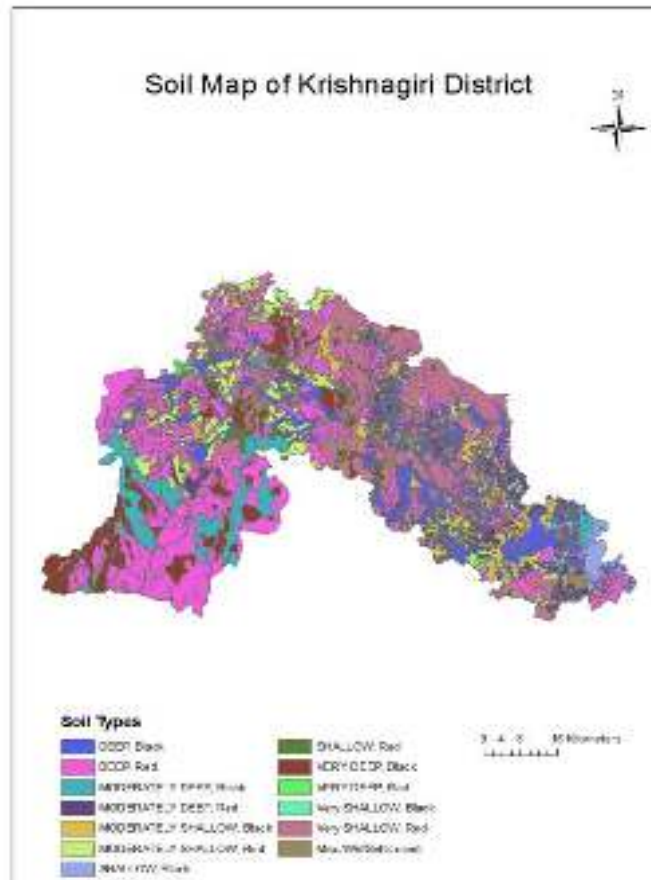 Soil Map of Krishnagiri District
N
Soil Types
DEEP, Black
DEEP, Red
MODERATELY DEEP, Black
MODERATELY DEEP, Red
MODERATELY SHALLOW, Black
MODERATELY SHALLOW, Red
SHALLOW, Black
SHALLOW, Red
VERY DEEP, Black
VERY DEEP, Red
Very SHALLOW, Black
Very SHALLOW, Red
16 Kilometers